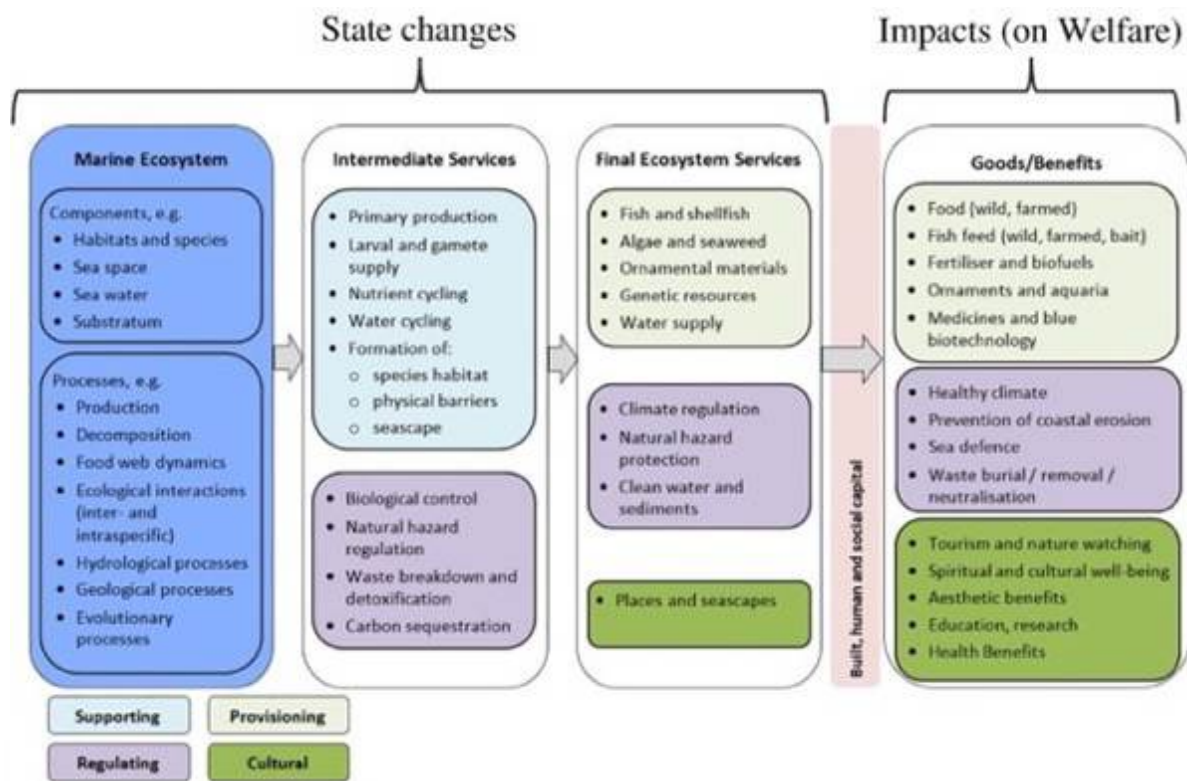 State changes
Impacts (on Welfare)
Marine Ecosystem
Components, e.g.
• Habitats and species
• Sea space
• Sea water
• Substratum
Processes, e.g.
• Production
• Decomposition
• Food web dynamics
• Ecological interactions
(inter- and
intraspecific)
• Hydrological processes
• Geological processes
• Evolutionary
processes
Intermediate Services
• Primary production
• Larval and gamete
supply
• Nutrient cycling
• Water cycling
• Formation of:
o species habitat
o physical barriers
o seascape
• Biological control
• Natural hazard
regulation
• Waste breakdown and
detoxification
• Carbon sequestration
Final Ecosystem Services
• Fish and shellfish
• Algae and seaweed
• Ornamental materials
• Genetic resources
• Water supply
• Climate regulation
• Natural hazard
protection
• Clean water and
sediments
• Places and seascapes
Built, human and social capital
Goods/Benefits
• Food (wild, farmed)
• Fish feed (wild, farmed, bait)
• Fertiliser and biofuels
• Ornaments and aquaria
• Medicines and blue
biotechnology
• Healthy climate
• Prevention of coastal erosion
• Sea defence
• Waste burial / removal /
neutralisation
• Tourism and nature watching
• Spiritual and cultural well-being
• Aesthetic benefits
• Education, research
• Health Benefits
Supporting
Provisioning
Regulating
Cultural